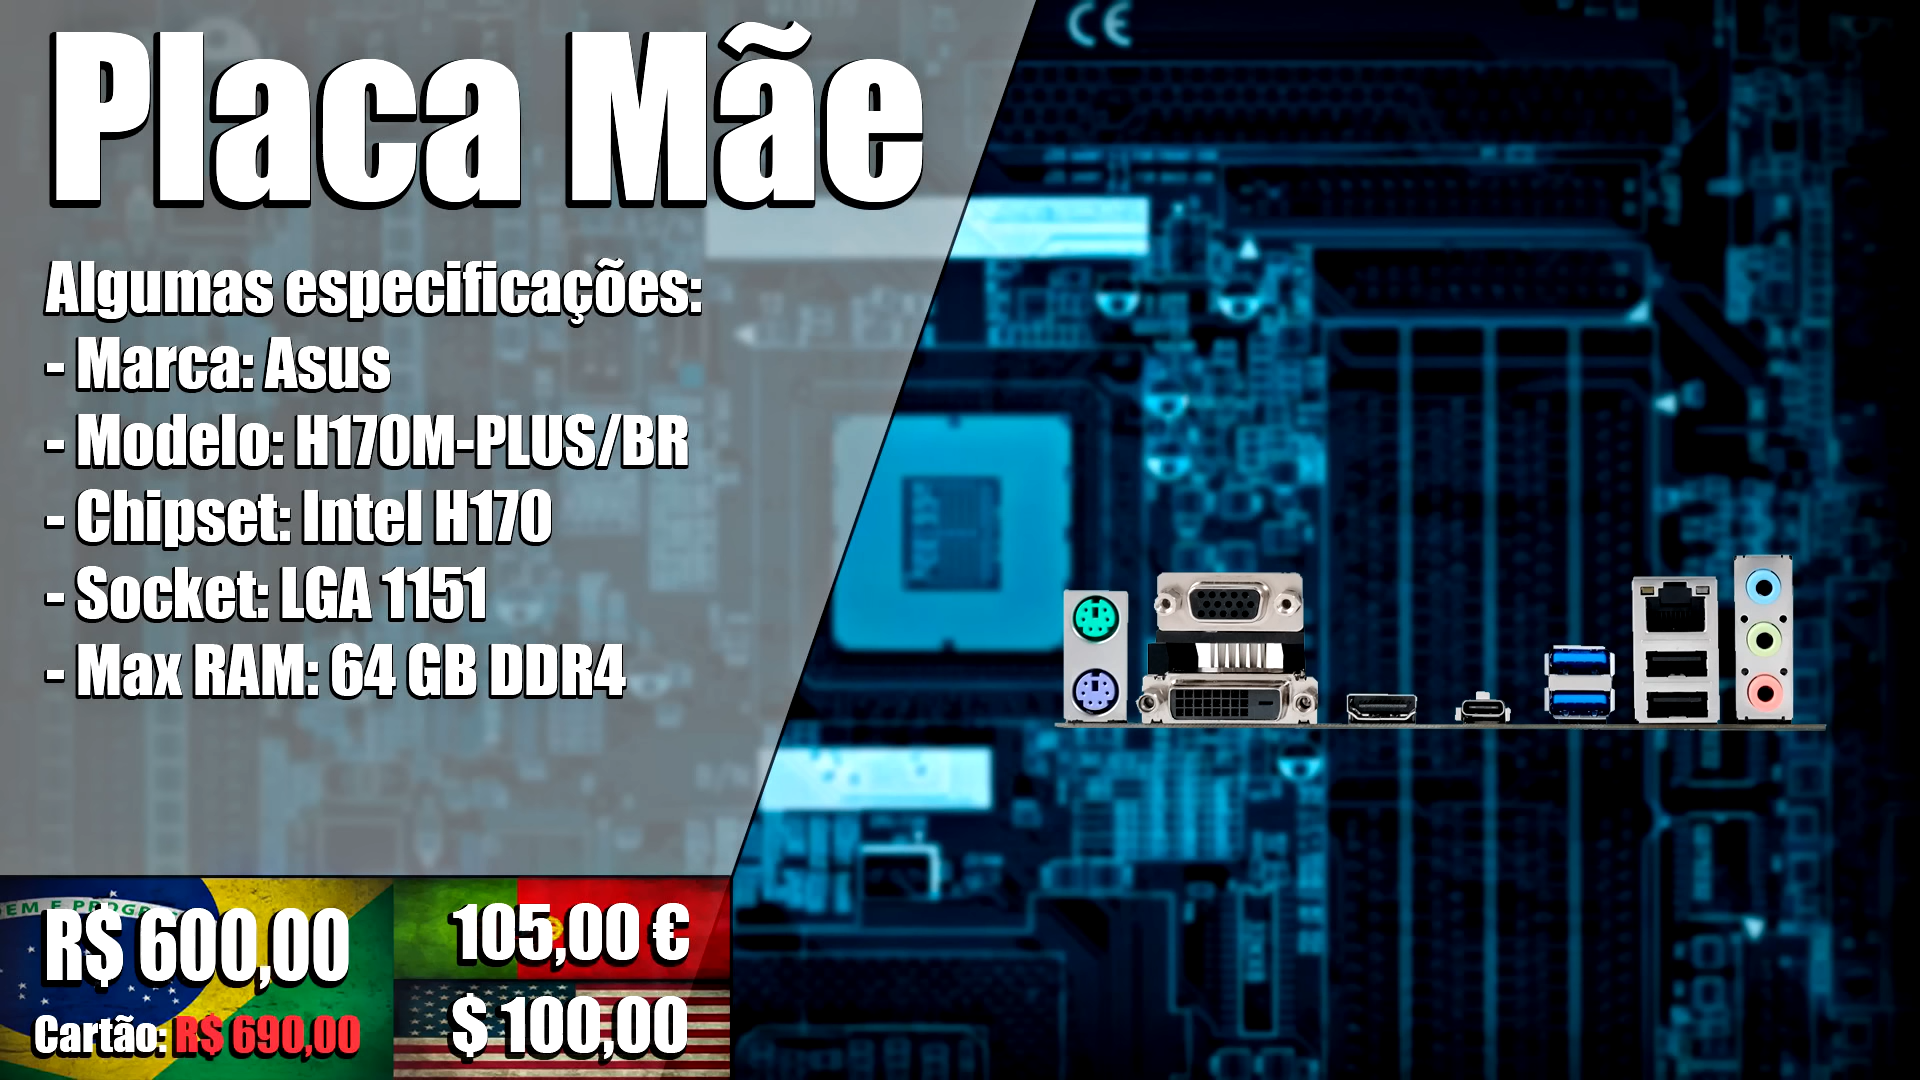 CE
Placa Mãe
Algumas especificações:
- Marca: Asus
- Modelo: H170M-PLUS/BR
- Chipset: Intel H170
- Socket: LGA 1151
- Max RAM: 64 GB DDR4
R$ 600,00
Cartão: R$ 690,00
105,00 €
$ 100,00